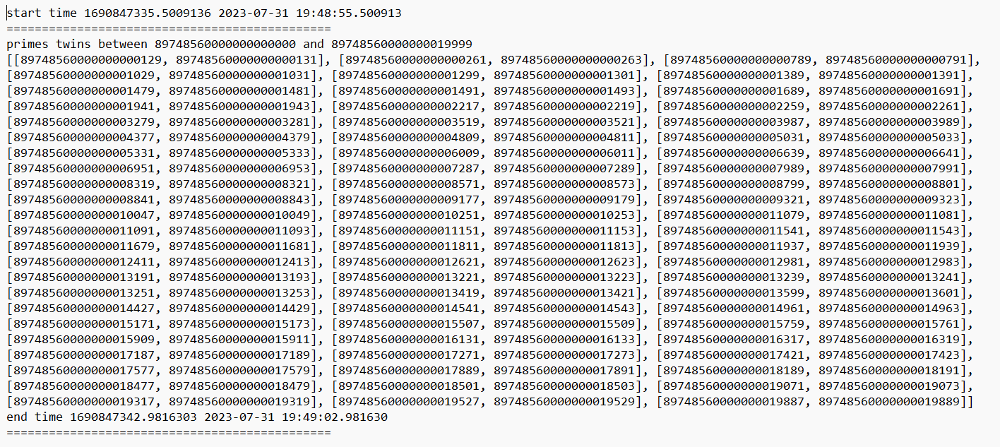 start time 1690847335.5009136 2023-07-31 19:48:55.500913
==============================================
primes twins between 89748560000000000000 and 89748560000000019999
[[89748560000000000129, 89748560000000000131], [89748560000000000261, 89748560000000000263], [89748560000000000789, 89748560000000000791],
[89748560000000001029, 89748560000000001031], [89748560000000001299, 89748560000000001301], [89748560000000001389, 89748560000000001391],
[89748560000000001479, 89748560000000001481], [89748560000000001491, 89748560000000001493], [89748560000000001689, 89748560000000001691],
[89748560000000001941, 89748560000000001943], [89748560000000002217, 89748560000000002219], [89748560000000002259, 89748560000000002261],
[89748560000000003279, 89748560000000003281], [89748560000000003519, 89748560000000003521], [89748560000000003987, 89748560000000003989],
[89748560000000004377, 89748560000000004379], [89748560000000004809, 89748560000000004811], [89748560000000005031, 89748560000000005033],
[89748560000000005331, 89748560000000005333], [89748560000000006009, 89748560000000006011], [89748560000000006639, 89748560000000006641],
[89748560000000006951, 89748560000000006953], [89748560000000007287, 89748560000000007289], [89748560000000007989, 89748560000000007991],
[89748560000000008319, 89748560000000008321], [89748560000000008571, 89748560000000008573], [89748560000000008799, 89748560000000008801],
[89748560000000008841, 89748560000000008843], [89748560000000009177, 89748560000000009179], [89748560000000009321, 89748560000000009323],
[89748560000000010047, 89748560000000010049], [89748560000000010251, 89748560000000010253], [89748560000000011079, 89748560000000011081],
[89748560000000011091, 89748560000000011093], [89748560000000011151, 89748560000000011153], [89748560000000011541, 89748560000000011543],
[89748560000000011679, 89748560000000011681], [89748560000000011811, 89748560000000011813], [89748560000000011937, 89748560000000011939],
[89748560000000012411, 89748560000000012413], [89748560000000012621, 89748560000000012623], [89748560000000012981, 89748560000000012983],
[89748560000000013191, 89748560000000013193], [89748560000000013221, 89748560000000013223], [89748560000000013239, 89748560000000013241],
[89748560000000013251, 89748560000000013253], [89748560000000013419, 89748560000000013421], [89748560000000013599, 89748560000000013601],
[89748560000000014427, 89748560000000014429], [89748560000000014541, 89748560000000014543], [89748560000000014961, 89748560000000014963],
[89748560000000015171, 89748560000000015173], [89748560000000015507, 89748560000000015509], [89748560000000015759, 89748560000000015761],
[89748560000000015909, 89748560000000015911], [89748560000000016131, 89748560000000016133], [89748560000000016317, 89748560000000016319],
[89748560000000017187, 89748560000000017189], [89748560000000017271, 89748560000000017273], [89748560000000017421, 89748560000000017423],
[89748560000000017577, 89748560000000017579], [89748560000000017889, 89748560000000017891], [89748560000000018189, 89748560000000018191],
[89748560000000018477, 89748560000000018479], [89748560000000018501, 89748560000000018503], [89748560000000019071, 89748560000000019073],
[89748560000000019317, 89748560000000019319], [89748560000000019527, 89748560000000019529], [89748560000000019887, 89748560000000019889]]
end time 1690847342.9816303 2023-07-31 19:49:02.981630
==============================================